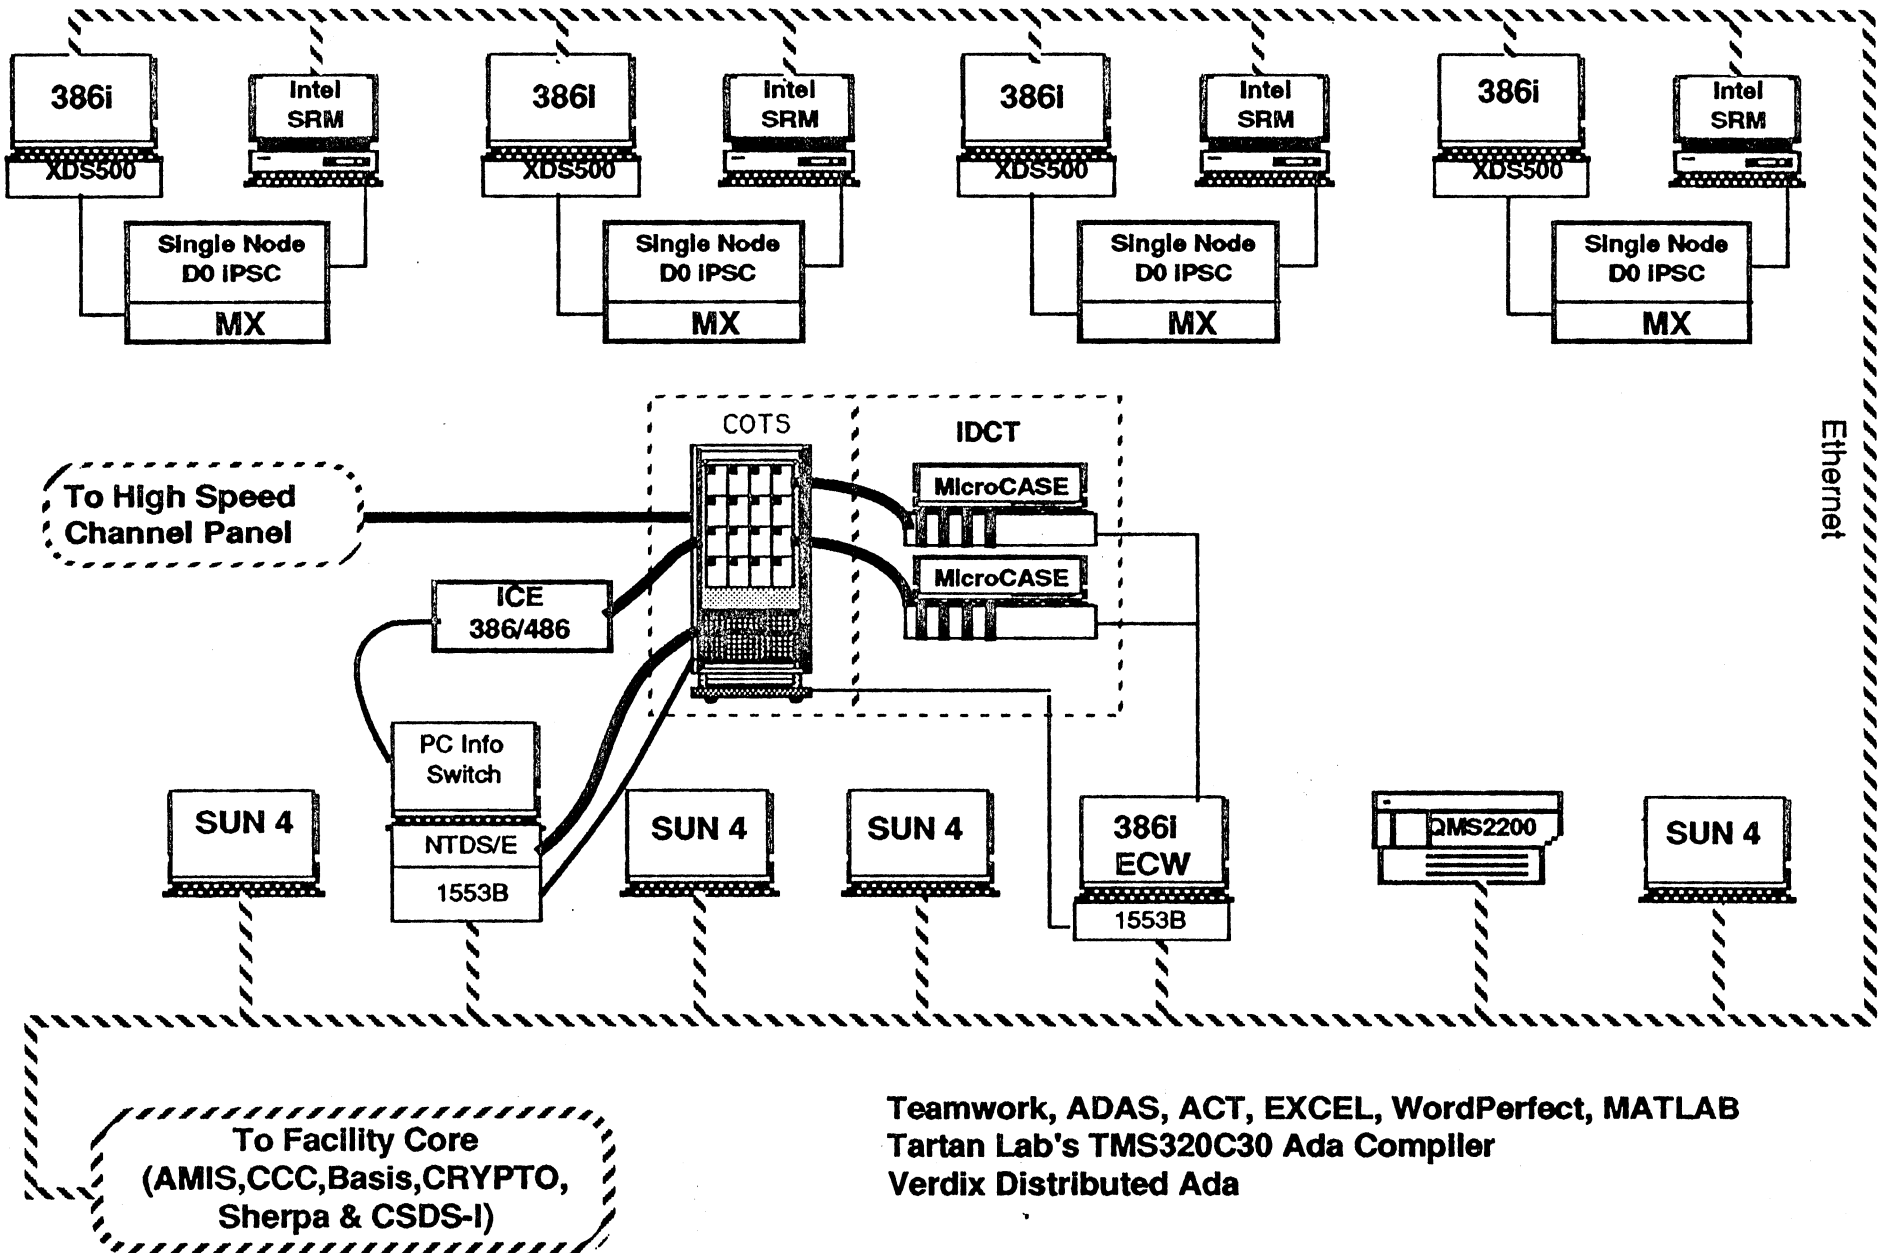 386i
Intel
SRM
386i
Intel
SRM
386i
Intel
SRM
386i
Intel
SRM
XDS500
XDS500
XDS500
XDS500
Single Node
D0 iPSC
MX
Single Node
D0 iPSC
MX
Single Node
D0 iPSC
MX
Single Node
D0 iPSC
MX
Ethernet
COTS
IDCT
To High Speed
Channel Panel
MicroCASE
MicroCASE
ICE
386/486
PC Info
Switch
NTDS/E
1553B
SUN 4
SUN 4
SUN 4
386i
ECW
1553B
QMS2200
SUN 4
To Facility Core
(AMIS,CCC,Basis,CRYPTO,
Sherpa & CSDS-I)
Teamwork, ADAS, ACT, EXCEL, WordPerfect, MATLAB
Tartan Lab's TMS320C30 Ada Compiler
Verdix Distributed Ada